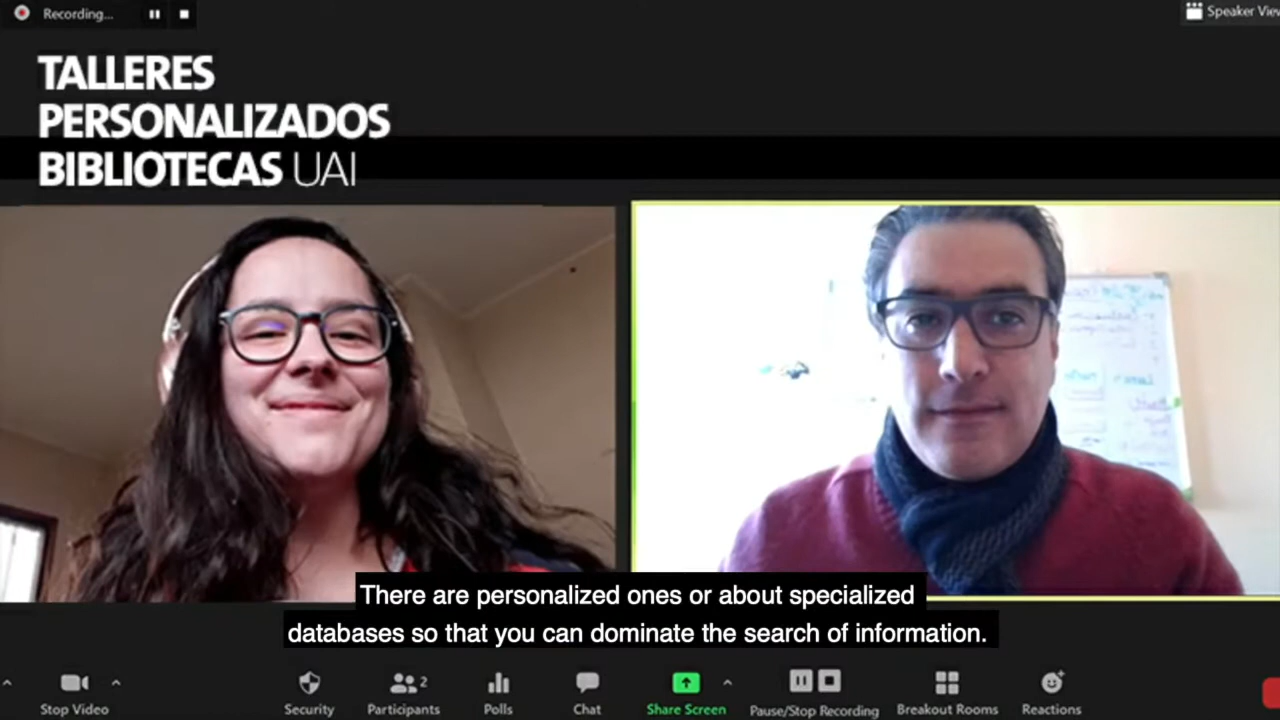 Recording...
Speaker View
TALLERES
PERSONALIZADOS
BIBLIOTECAS UAI
There are personalized ones or about specialized
databases so that you can dominate the search of information.
Stop Video
Security
Participants
2
Polls
Chat
Share Screen
Pause/Stop Recording
Breakout Rooms
Reactions